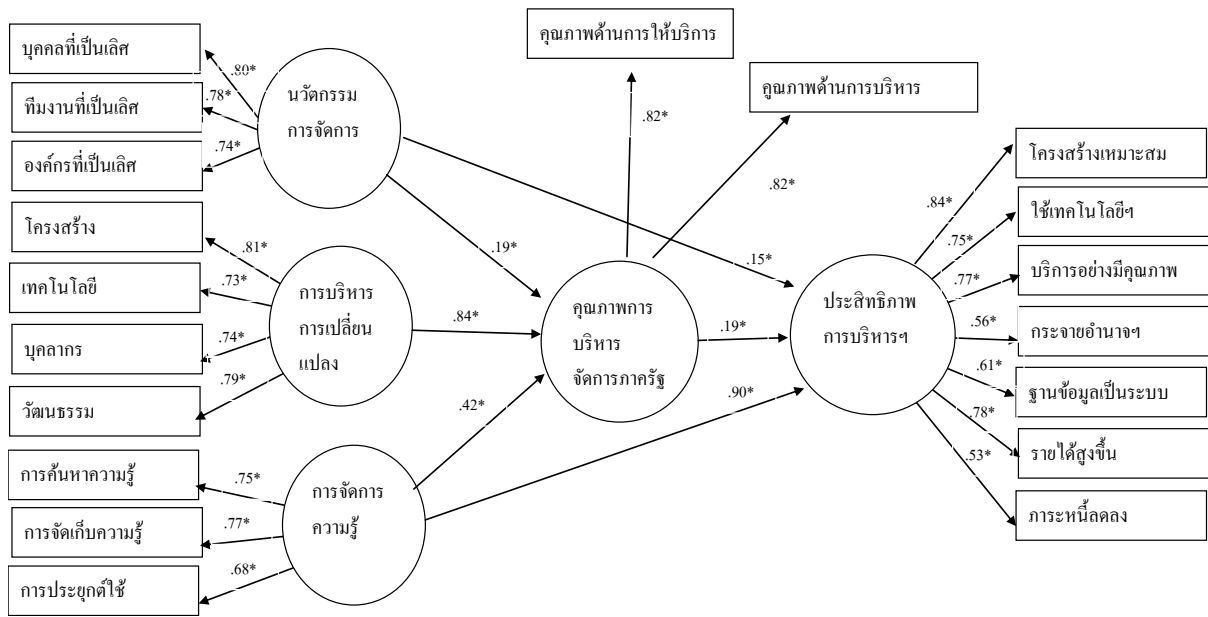 คุณภาพด้านการให้บริการ
บุคคลที่เป็นเลิศ
.80*
ทีมงานที่เป็นเลิศ
.78*
องค์กรที่เป็นเลิศ
.74*
นวัตกรรม
การจัดการ
คูณภาพด้านการบริหาร
.82*
.82*
โครงสร้าง
.81*
เทคโนโลยี
.73*
บุคลากร
.74*
วัฒนธรรม
.79*
การบริหาร
การเปลี่ยน
แปลง
.19*
.15*
.84*
คุณภาพการ
บริหาร
จัดการภาครัฐ
.19*
.42*
.90*
การค้นหาความรู้
.75*
การจัดเก็บความรู้
.77*
การประยุกต์ใช้
.68*
การจัดการ
ความรู้
ประสิทธิภาพ
การบริหารฯ
.84*
โครงสร้างเหมาะสม
.75*
ใช้เทคโนโลยีฯ
.77*
บริการอย่างมีคุณภาพ
.56*
กระจายอำนาจฯ
.61*
ฐานข้อมูลเป็นระบบ
.78*
รายได้สูงขึ้น
.53*
ภาระหนี้ลดลง